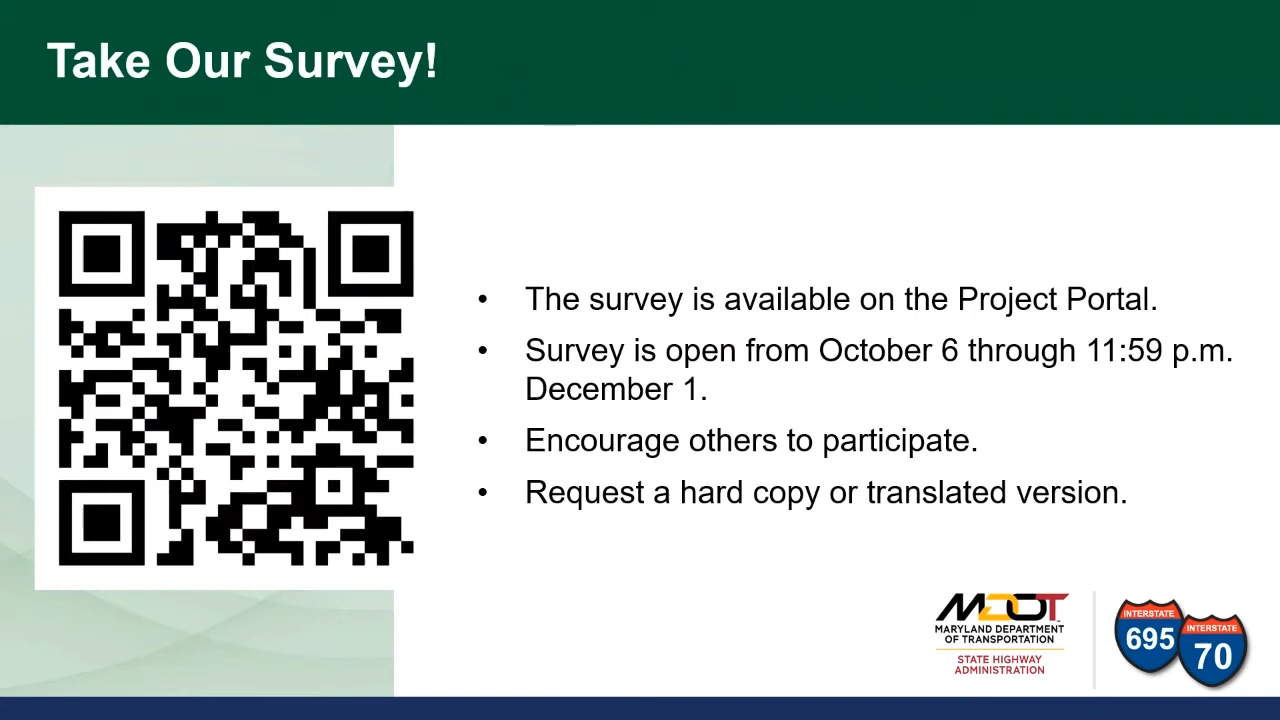 Take Our Survey!
• The survey is available on the Project Portal.
• Survey is open from October 6 through 11:59 p.m.
December 1.
• Encourage others to participate.
• Request a hard copy or translated version.
MDOT
MARYLAND DEPARTMENT
OF TRANSPORTATION
STATE HIGHWAY
ADMINISTRATION
INTERSTATE
695
INTERSTATE
70